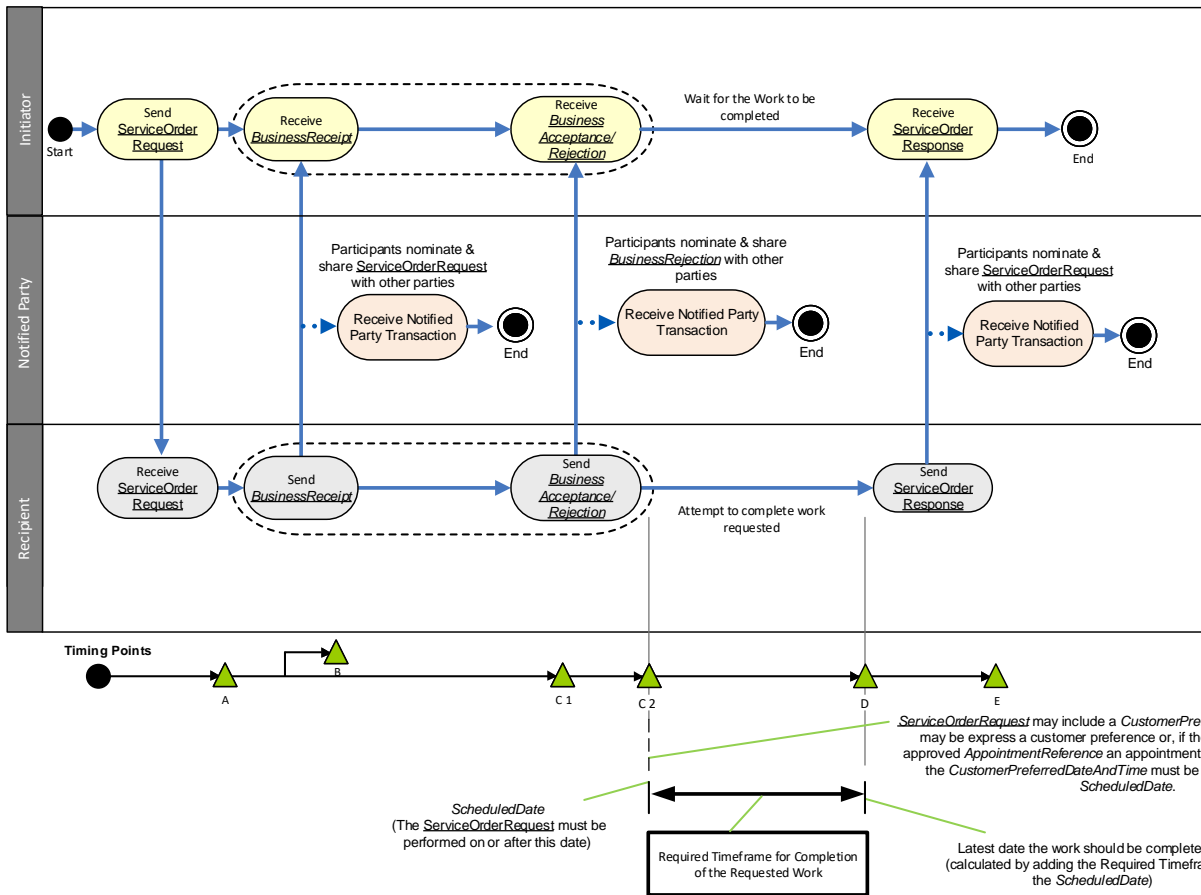 Initiator
Start
Send
ServiceOrder
Request
Receive
BusinessReceipt
Receive
Business
Acceptance/
Rejection
Wait for the Work to be
completed
Receive
ServiceOrder
Response
End
Notified Party
Participants nominate &
share ServiceOrderRequest
with other parties
Receive Notified
Party Transaction
End
Participants nominate & share
BusinessRejection with other
parties
Receive Notified Party
Transaction
End
Participants nominate &
share ServiceOrderRequest
with other parties
Receive Notified
Party Transaction
End
Recipient
Receive
ServiceOrder
Request
Send
BusinessReceipt
Send
Business
Acceptance/
Rejection
Attempt to complete work
requested
Send
ServiceOrder
Response
Timing Points
A
B
C 1
C 2
D
E
ServiceOrderRequest may include a CustomerPre
may be express a customer preference or, if the
approved AppointmentReference an appointment
the CustomerPreferredDateAndTime must be
ScheduledDate.
ScheduledDate
(The ServiceOrderRequest must be
performed on or after this date)
Required Timeframe for Completion
of the Requested Work
Latest date the work should be complete
(calculated by adding the Required Timefra
the ScheduledDate)